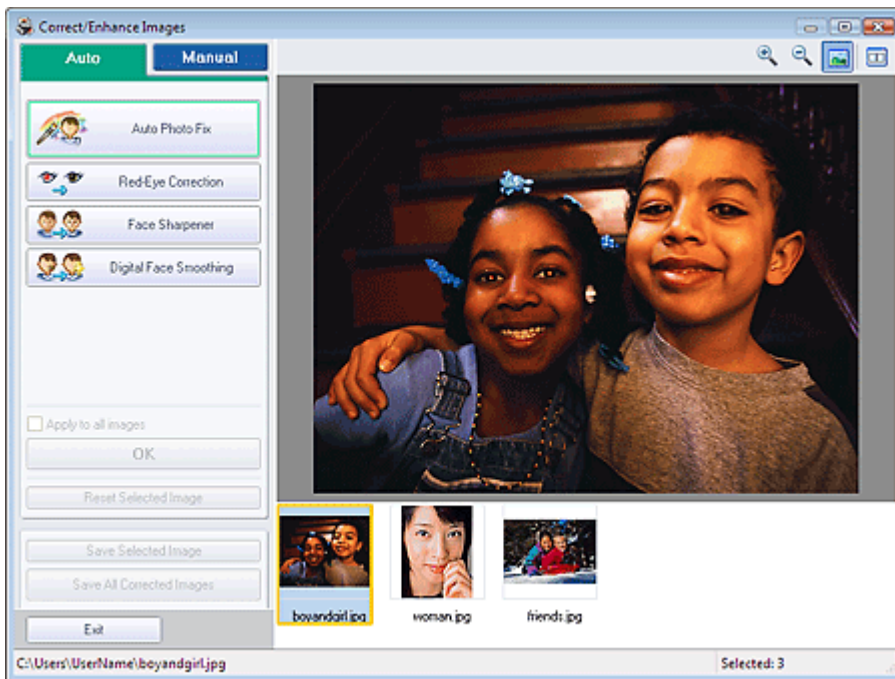 Correct/Enhance Images
Auto
Manual
Auto Photo Fix
Red-Eye Correction
Face Sharpener
Digital Face Smoothing
Apply to all images
OK
Reset Selected Image
Save Selected Image
Save All Corrected Images
Exit
boyandgirl.jpg
woman.jpg
friends.jpg
C:\Users\UserName\boyandgirl.jpg
Selected: 3